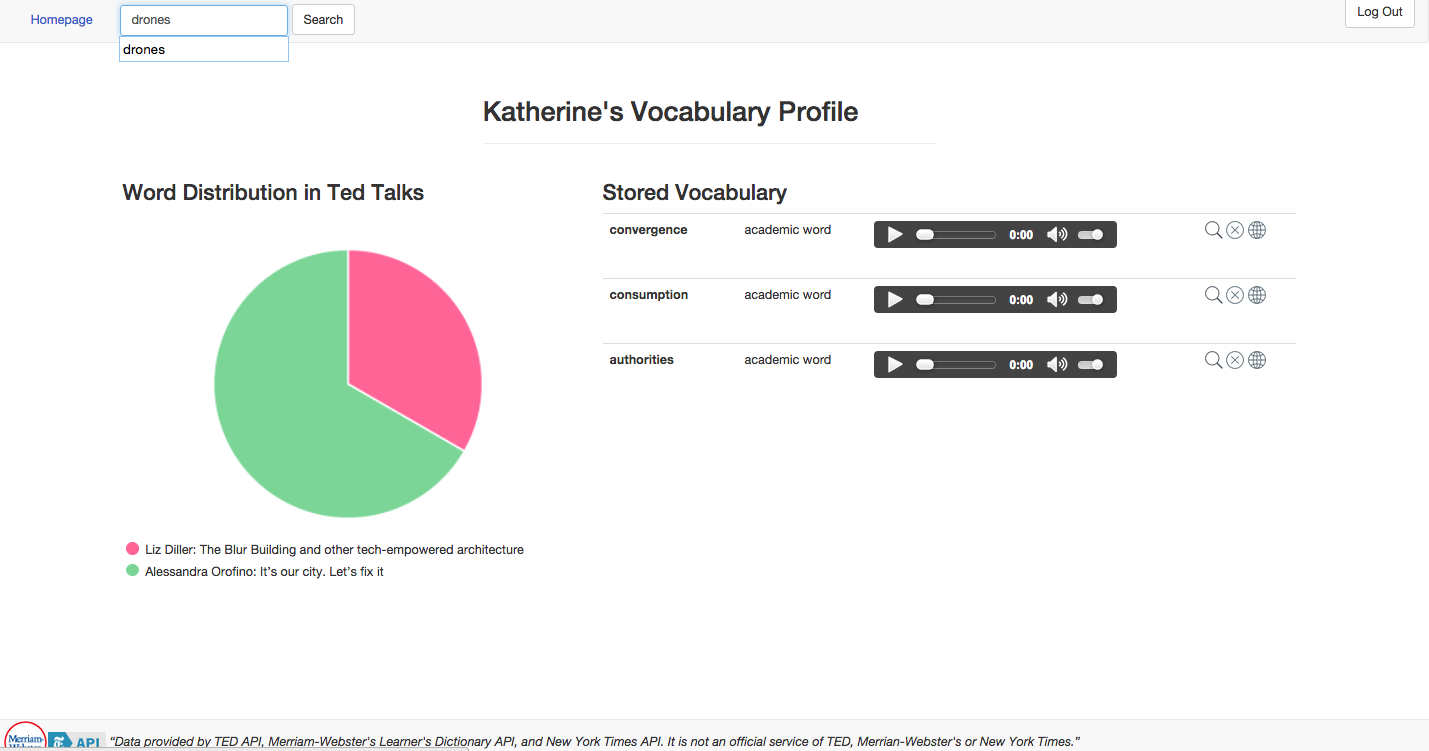 Homepage
drones
Search
Log Out
drones
Katherine's Vocabulary Profile
Word Distribution in Ted Talks
Stored Vocabulary
convergence academic word 0:00
consumption academic word 0:00
authorities academic word 0:00
Liz Diller: The Blur Building and other tech-empowered architecture
Alessandra Orofino: It’s our city. Let’s fix it
Merriam-
API
“Data provided by TED API, Merriam-Webster's Learner's Dictionary API, and New York Times API. It is not an official service of TED, Merrian-Webster's or New York Times.”